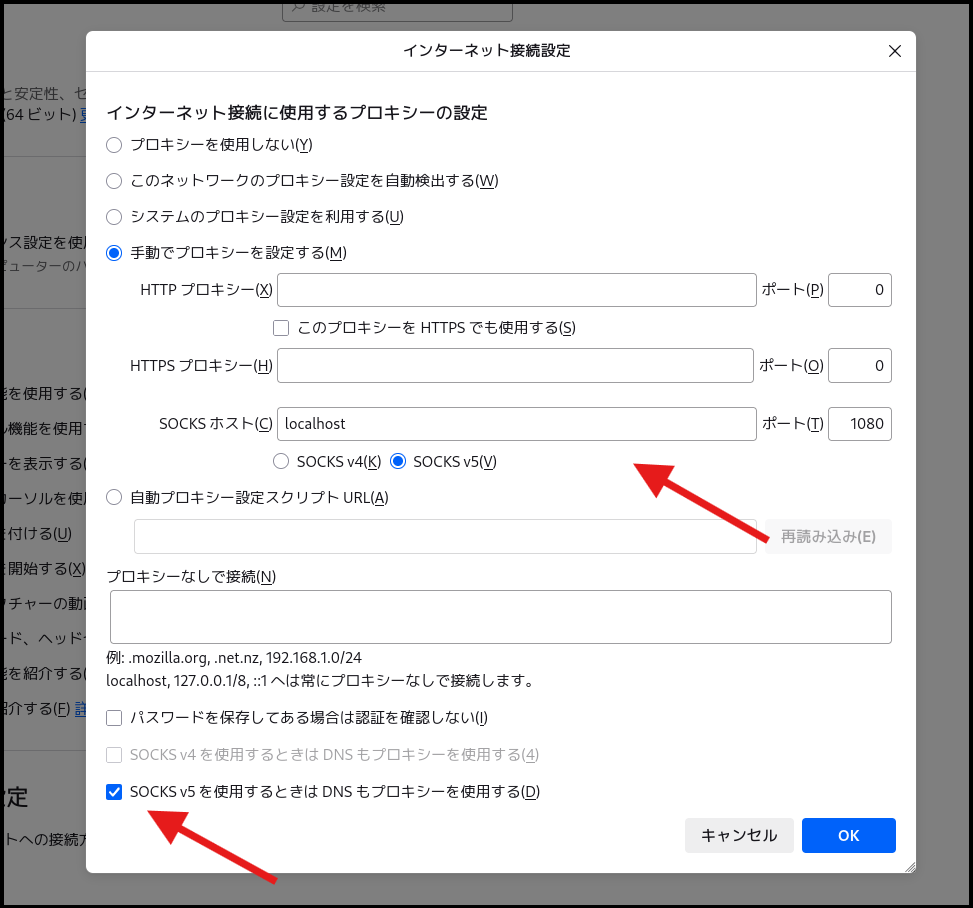 設定を検索
インターネット接続設定
と安定性、セ
(64 ビット)
インターネット接続に使用するプロキシーの設定
プロキシーを使用しない(Y)
このネットワークのプロキシー設定を自動検出する(W)
システムのプロキシー設定を利用する(U)
ンス設定を使用
ピューターのハ
手動でプロキシーを設定する(M)
HTTP プロキシー(X)
ポート(P)
0
このプロキシーを HTTPS でも使用する(S)
HTTPS プロキシー(H)
ポート(O)
0
能を使用する(
SOCKS ホスト(C)
localhost
ポート(T)
1080
機能を使用す
SOCKS v4(K)
SOCKS v5(V)
ーを表示する(
自動プロキシー設定スクリプト URL(A)
カーソルを使用
再読み込み(E)
を付ける(U)
プロキシーなしで接続(N)
を開始する(X)
クチャーの動画
例: .mozilla.org, .net.nz, 192.168.1.0/24
localhost, 127.0.0.1/8, ::1 へは常にプロキシーなしで接続します。
ード、ヘッド
能を紹介する(
パスワードを保存してある場合は認証を確認しない(I)
紹介する(F)
SOCKS v4 を使用するときは DNS もプロキシーを使用する(4)
SOCKS v5 を使用するときは DNS もプロキシーを使用する(D)
設定
トへの接続方
キャンセル
OK